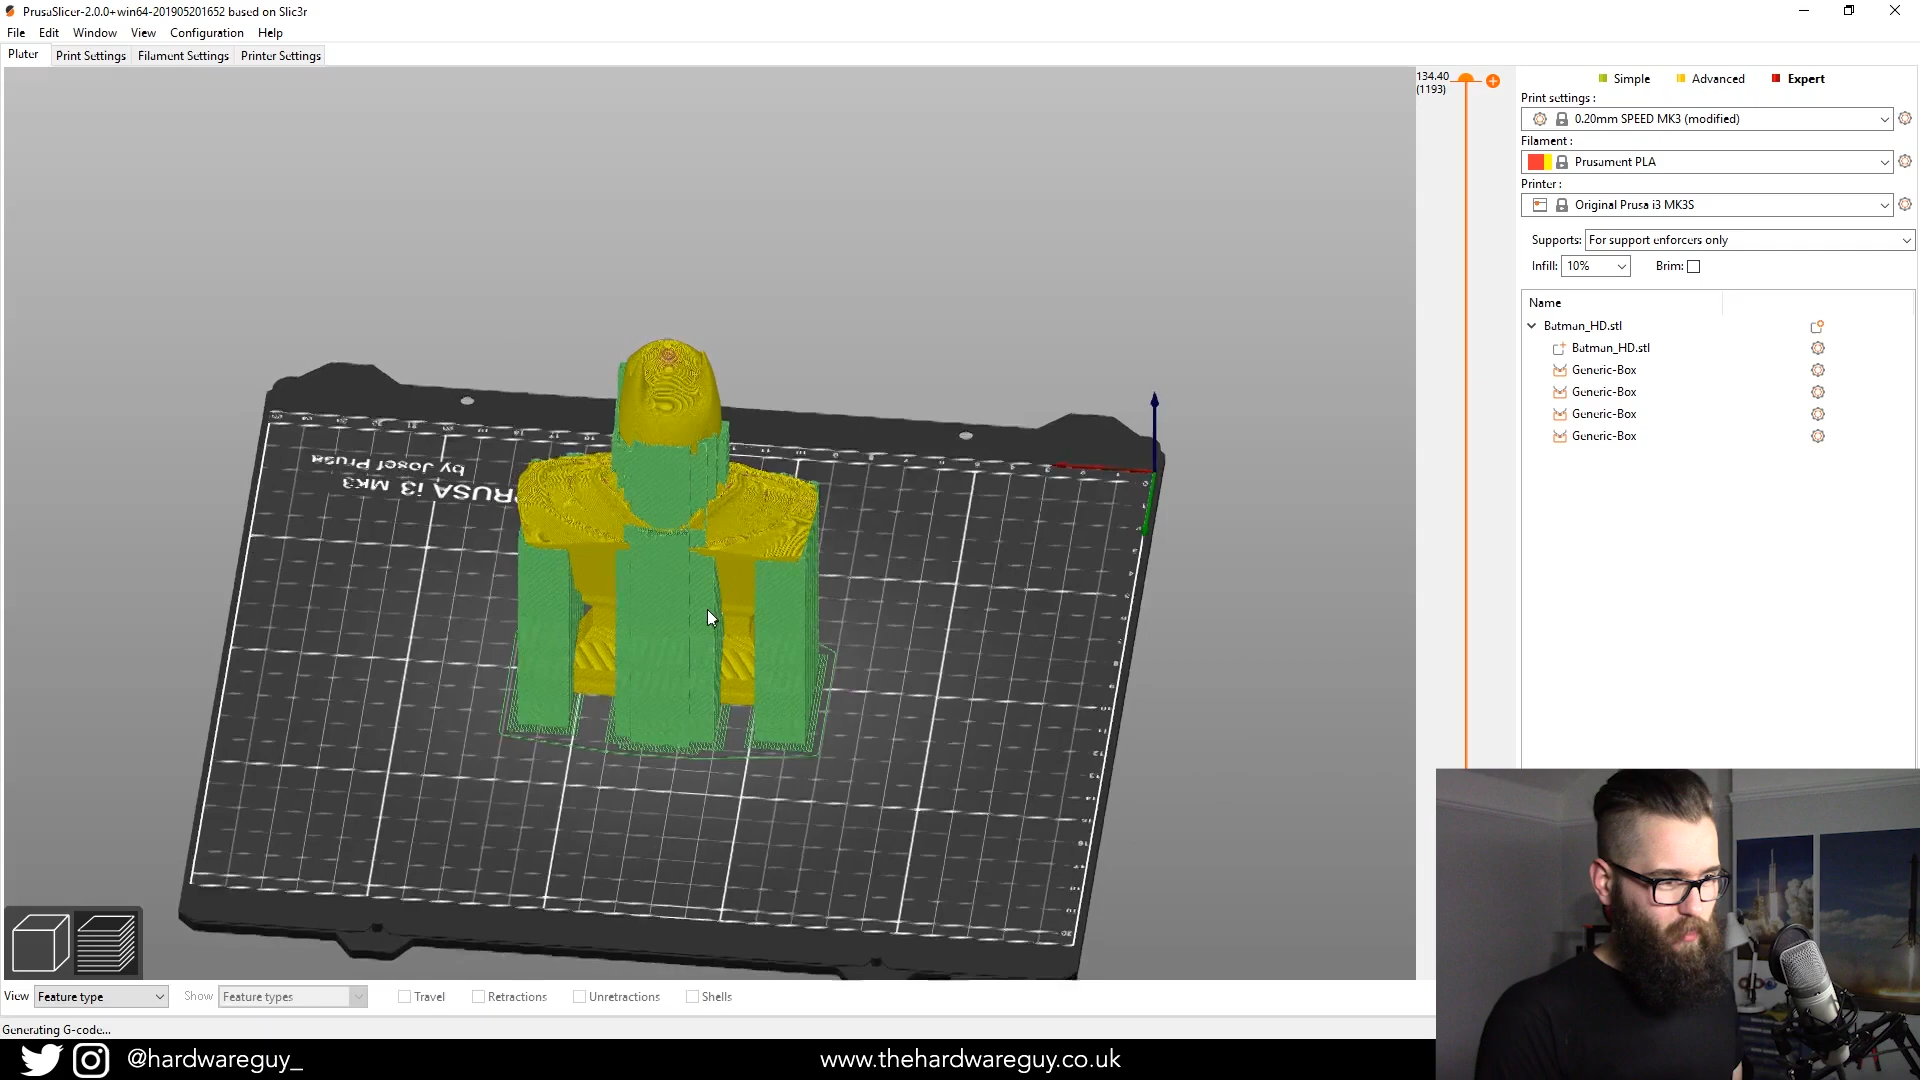 PrusaSlicer-2.0.0+win64-201905201652 based on Slic3r
File Edit Window View Configuration Help
Plater Print Settings Filament Settings Printer Settings
134.40
(1193)
Simple Advanced Expert
Print settings :
0.20mm SPEED MK3 (modified)
Filament :
Prusament PLA
Printer :
Original Prusa i3 MK3S
Supports: For support enforcers only
Infill: 10% Brim:
Name
Batman_HD.stl
Batman_HD.stl
Generic-Box
Generic-Box
Generic-Box
Generic-Box
by Josef Prusa
PRUSA i3 MK3
View Feature type Show Feature types Travel Retractions Unretractions Shells
Generating G-code...
@hardwareguy_ www.thehardwareguy.co.uk